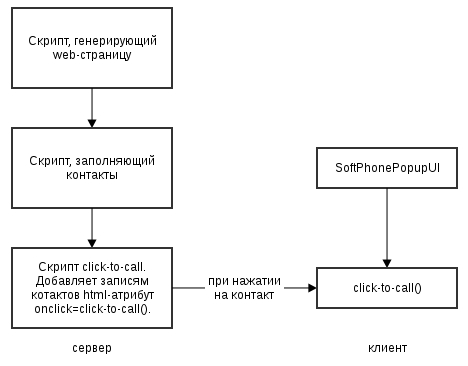 Скрипт, генерирующий
web-страницу
Скрипт, заполняющий
контакты
SoftPhonePopupUI
Скрипт click-to-call.
Добавляет записям
котактов html-атрибут
onclick=click-to-call().
при нажатии
на контакт
click-to-call()
сервер
клиент